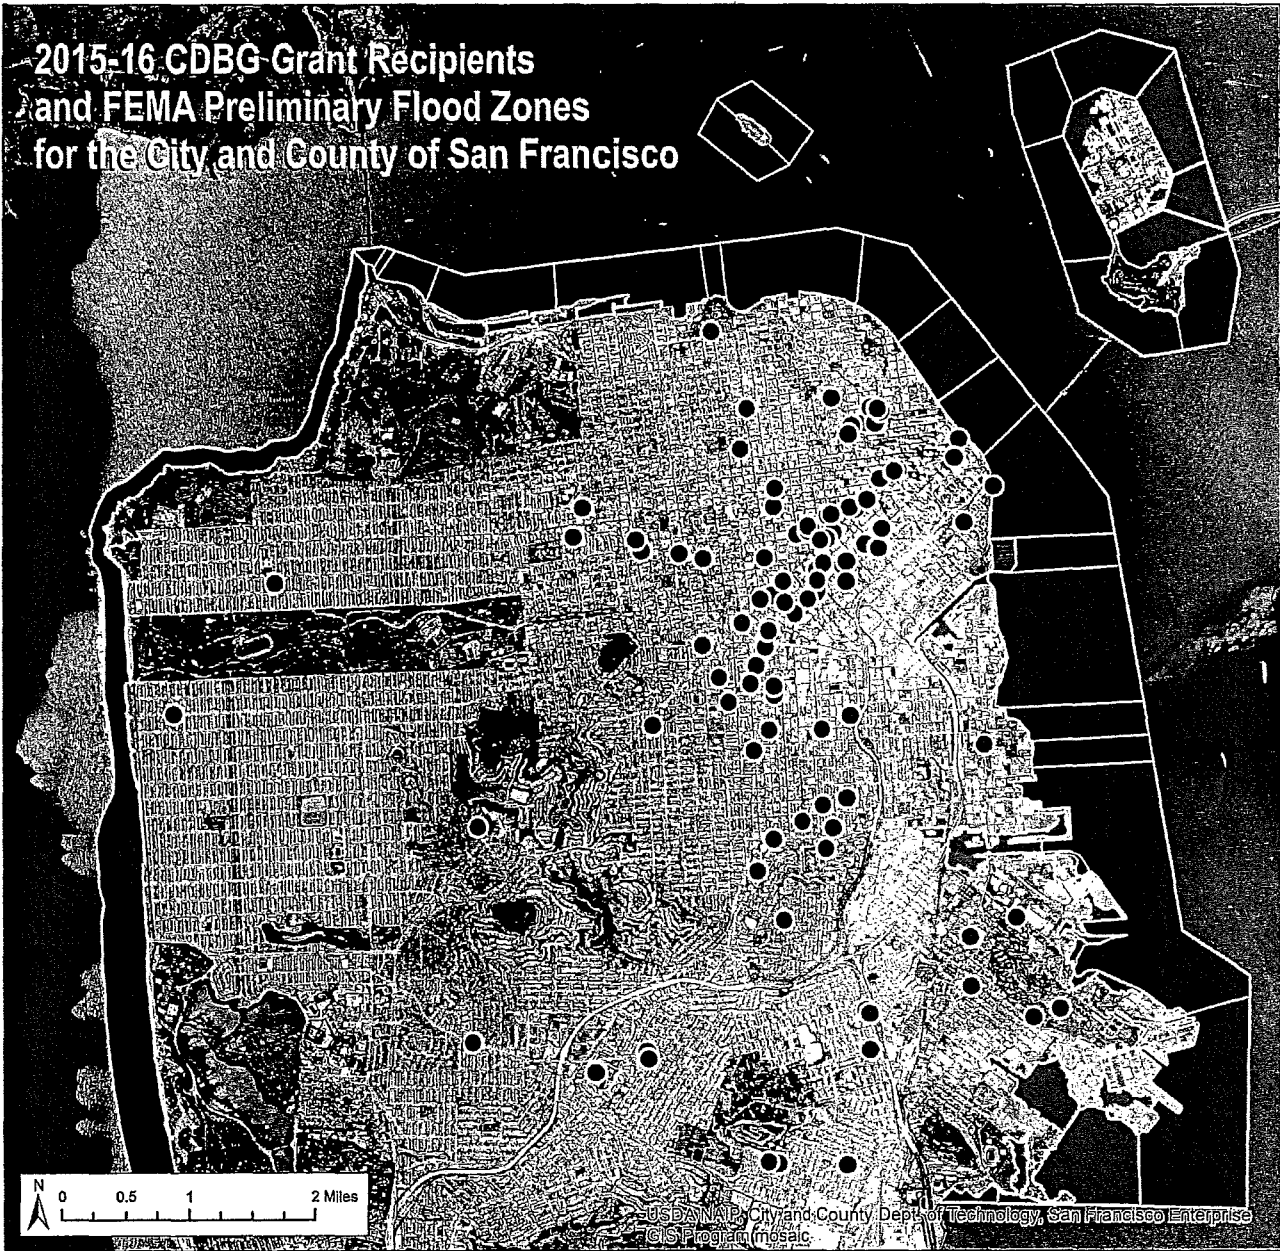 2015-16 CDBG Grant Recipients
and FEMA Preliminary Flood Zones
for the City and County of San Francisco
N
0 0.5 1 2 Miles
USDA NAIP, City and County Dept. of Technology, San Francisco Enterprise
GIS Program mosaic